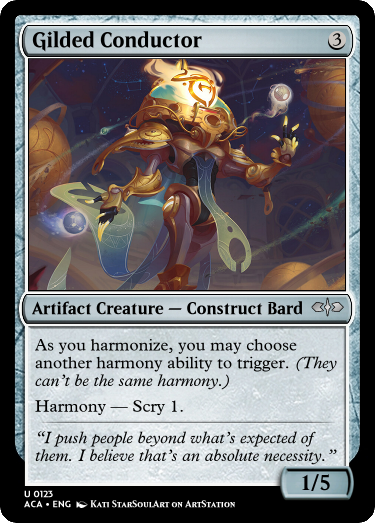 Gilded Conductor 3
Artifact Creature — Construct Bard
As you harmonize, you may choose
another harmony ability to trigger. (They
can't be the same harmony.)
Harmony — Scry 1.
"I push people beyond what's expected of
them. I believe that's an absolute necessity."
1/5
U 0123
ACA • ENG Kati StarSoulArt on ArtStation